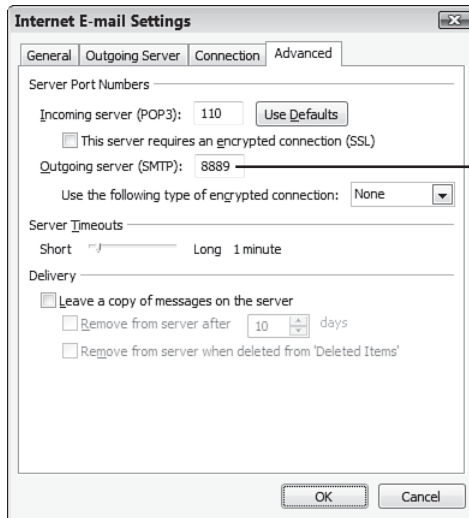 Internet E-mail Settings
General Outgoing Server Connection Advanced
Server Port Numbers
Incoming server (POP3): 110 Use Defaults
This server requires an encrypted connection (SSL)
Outgoing server (SMTP): 8889
Use the following type of encrypted connection: None
Server Timeouts
Short Long 1 minute
Delivery
Leave a copy of messages on the server
Remove from server after 10 days
Remove from server when deleted from 'Deleted Items'
OK Cancel